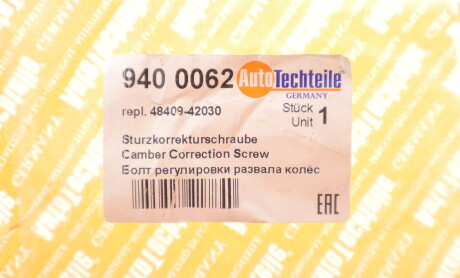 940 0062 AutoTechteile
GERMANY
repl. 48409-42030
Stück
Unit 1
Sturzkorrekturschraube
Camber Correction Screw
Болт регулировки развала колёс
EAC